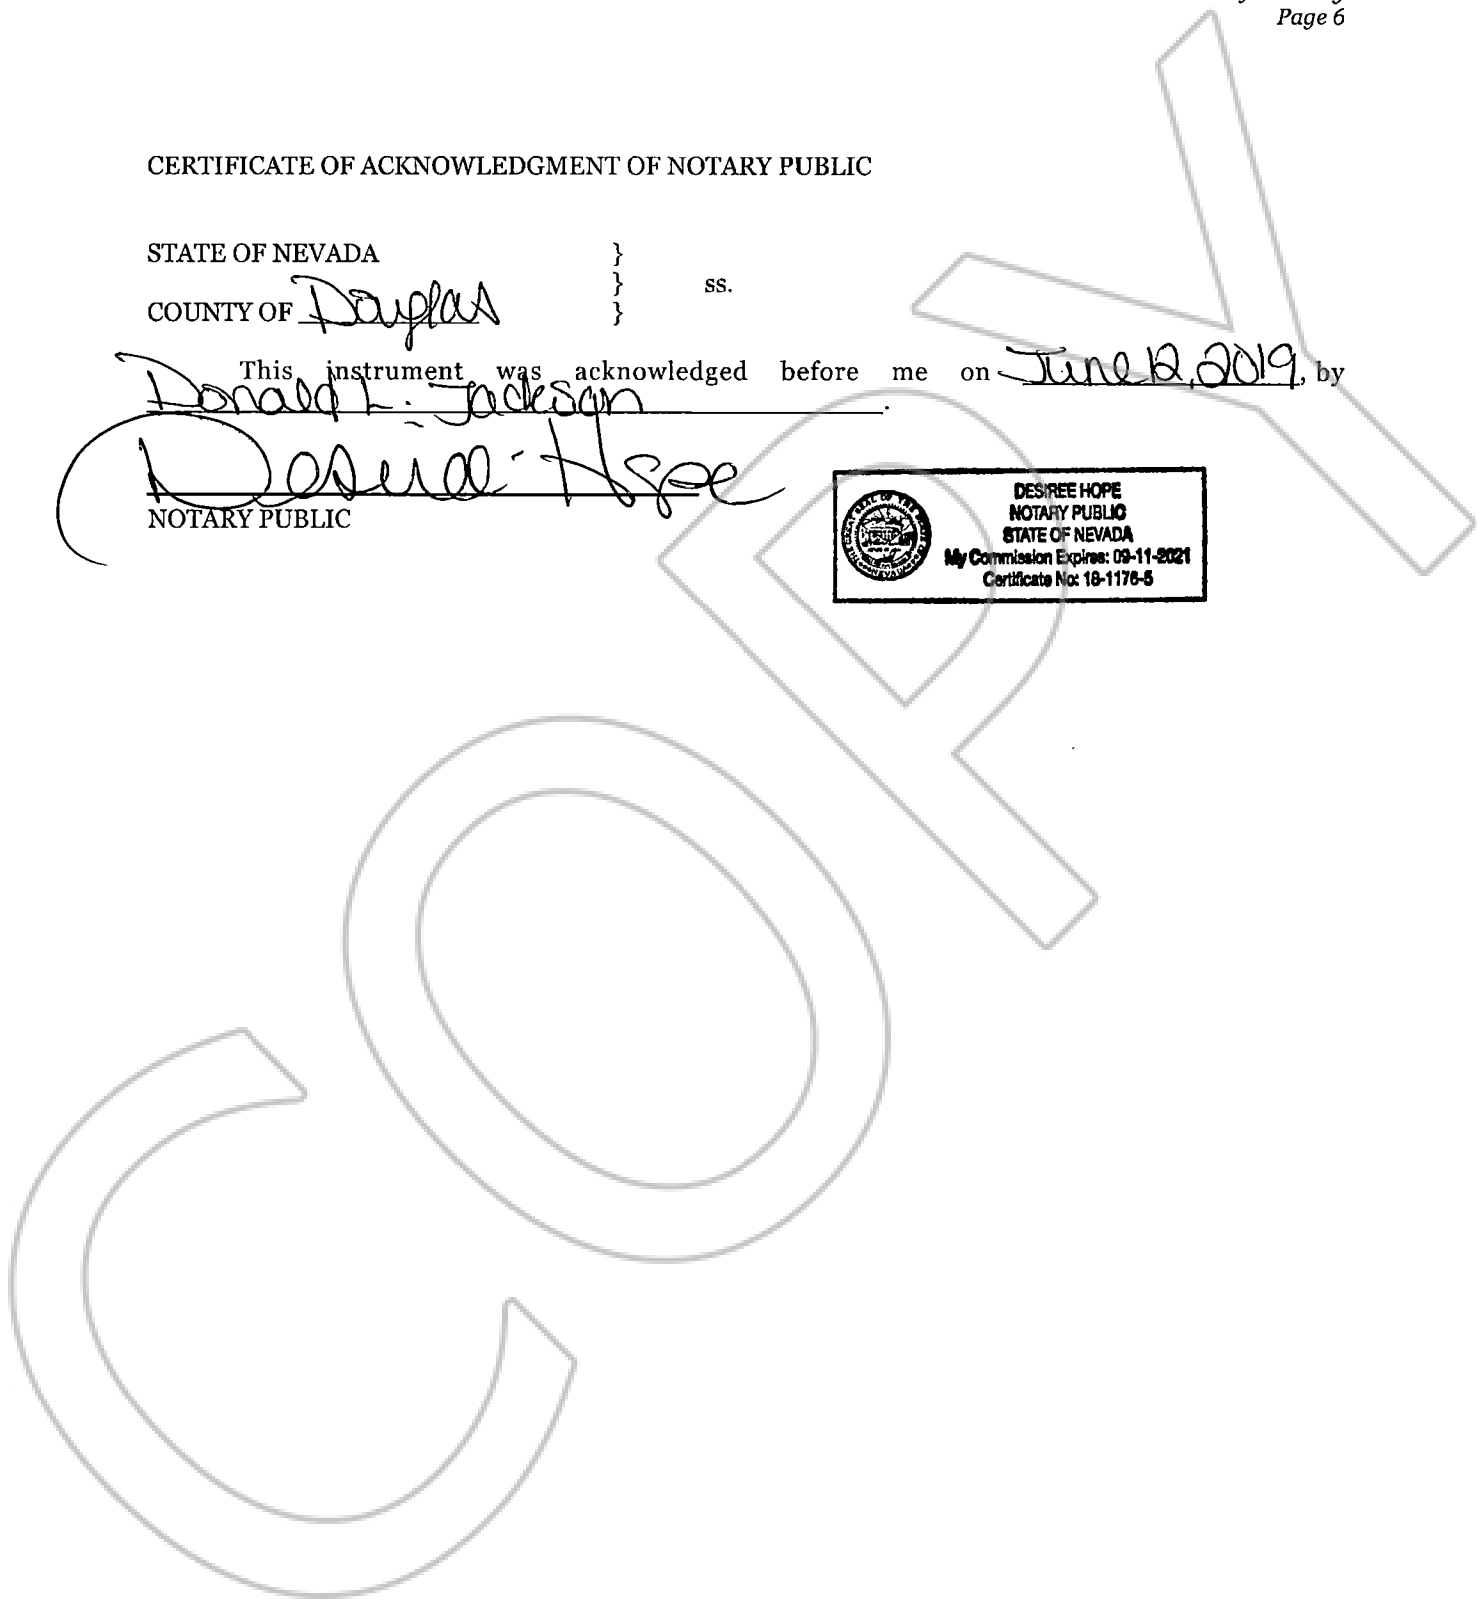 Page 6
CERTIFICATE OF ACKNOWLEDGMENT OF NOTARY PUBLIC
STATE OF NEVADA }
} ss.
COUNTY OF Douglas }
This instrument was acknowledged before me on June 12, 2019, by
Donald L. Jackson.
Desiree Hope
NOTARY PUBLIC
DESIREE HOPE
NOTARY PUBLIC
STATE OF NEVADA
My Commission Expires: 09-11-2021
Certificate No: 18-1176-5
COPY